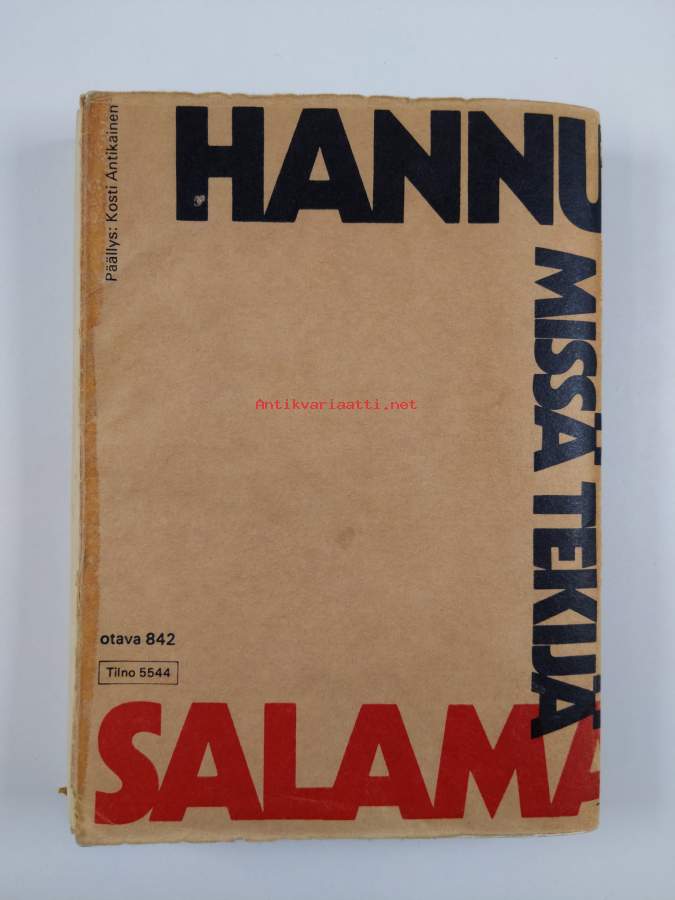 HANNU
Päällys: Kosti Antikainen
MISSÄ TEKIJÄ
Antikvariaatti.net
otava 842
Tilno 5544
SALAMA